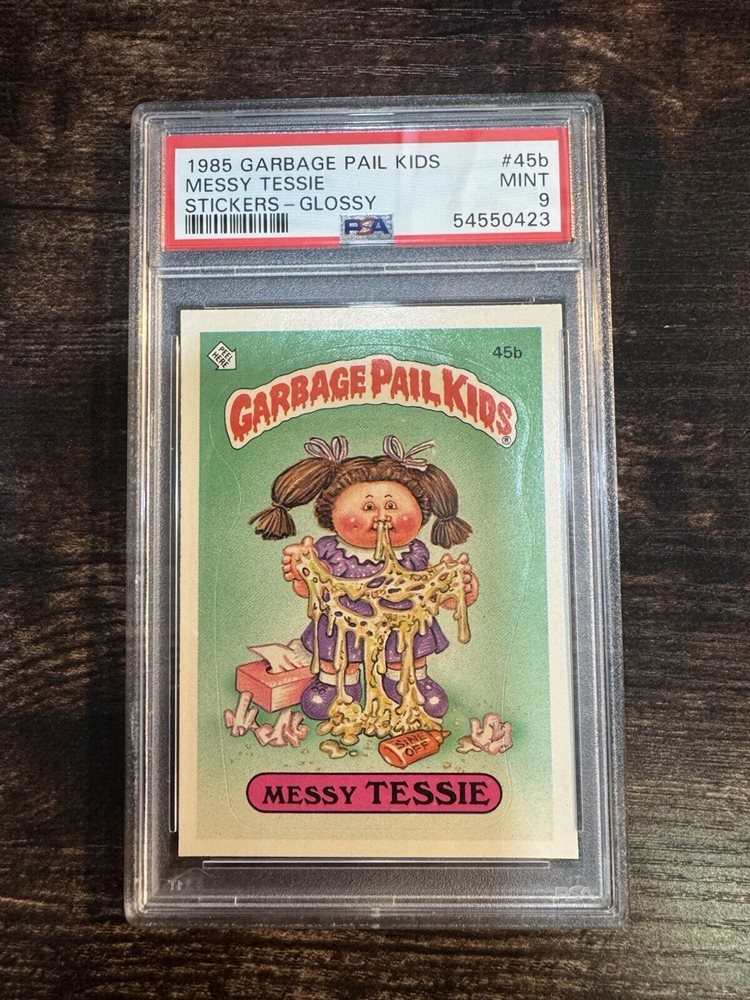 1985 GARBAGE PAIL KIDS #45b
MESSY TESSIE MINT
STICKERS - GLOSSY 9
PSA 54550423
PEEL
HERE
45b
GARBAGE PAIL KIDS®
SINE
OFF
MESSY TESSIE